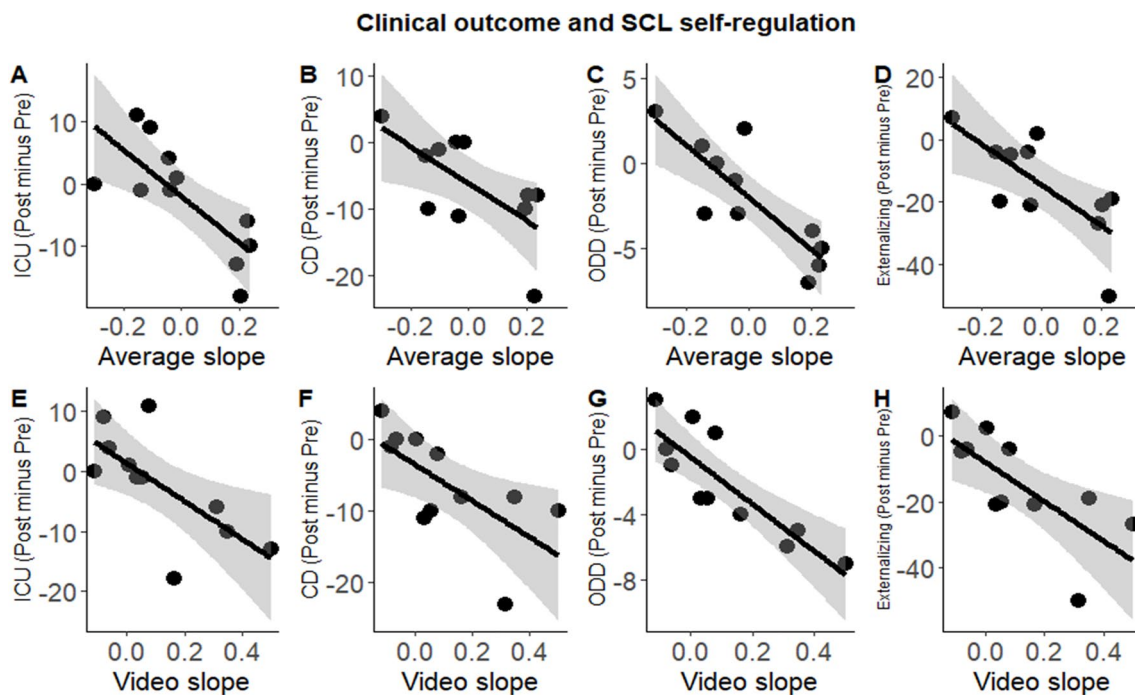 Clinical outcome and SCL self-regulation
A
ICU (Post minus Pre)
10
0
-10
-0.2 0.0 0.2
Average slope
B
CD (Post minus Pre)
10
0
-10
-20
-0.2 0.0 0.2
Average slope
C
ODD (Post minus Pre)
5
0
-5
-0.2 0.0 0.2
Average slope
D
Externalizing (Post minus Pre)
20
0
-20
-40
-0.2 0.0 0.2
Average slope
E
ICU (Post minus Pre)
10
0
-10
-20
0.0 0.2 0.4
Video slope
F
CD (Post minus Pre)
0
-10
-20
0.0 0.2 0.4
Video slope
G
ODD (Post minus Pre)
0
-4
-8
0.0 0.2 0.4
Video slope
H
Externalizing (Post minus Pre)
0
-20
-40
0.0 0.2 0.4
Video slope